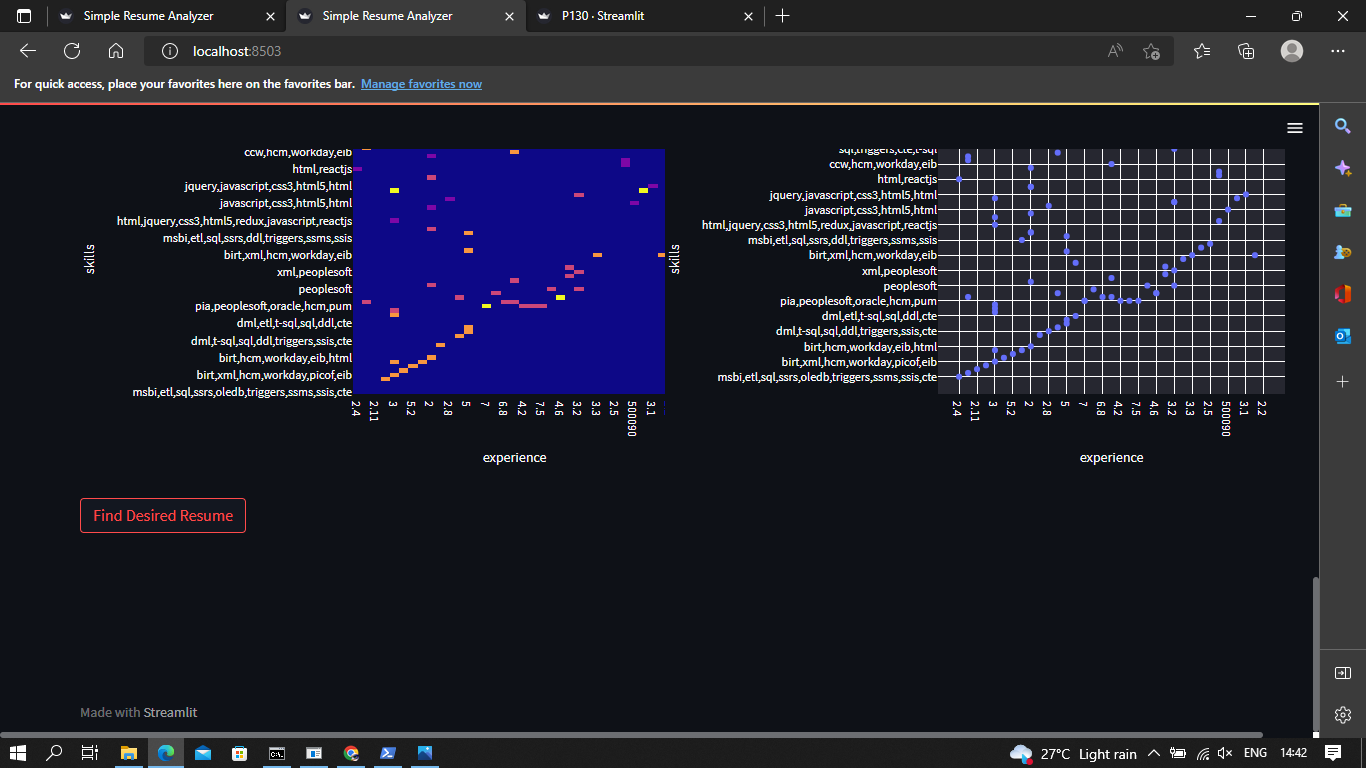 Simple Resume Analyzer
Simple Resume Analyzer
P130 · Streamlit
localhost:8503
For quick access, place your favorites here on the favorites bar. Manage favorites now
skills
ccw,hcm,workday,eib
html,reactjs
jquery,javascript,css3,html5,html
javascript,css3,html5,html
html,jquery,css3,html5,redux,javascript,reactjs
msbi,etl,sql,ssrs,ddl,triggers,ssms,ssis
birt,xml,hcm,workday,eib
xml,peoplesoft
peoplesoft
pia,peoplesoft,oracle,hcm,pum
dml,etl,t-sql,sql,ddl,cte
dml,t-sql,sql,ddl,triggers,ssis,cte
birt,hcm,workday,eib,html
birt,xml,hcm,workday,picof,eib
msbi,etl,sql,ssrs,oledb,triggers,ssms,ssis,cte
2.4 2.11 3 5.2 2 2.8 5 7 6.8 4.2 7.5 4.6 3.2 3.3 2.5 500090 3.1
experience
skills
sql,triggers,cte,t-sql
ccw,hcm,workday,eib
html,reactjs
jquery,javascript,css3,html5,html
javascript,css3,html5,html
html,jquery,css3,html5,redux,javascript,reactjs
msbi,etl,sql,ssrs,ddl,triggers,ssms,ssis
birt,xml,hcm,workday,eib
xml,peoplesoft
peoplesoft
pia,peoplesoft,oracle,hcm,pum
dml,etl,t-sql,sql,ddl,cte
dml,t-sql,sql,ddl,triggers,ssis,cte
birt,hcm,workday,eib,html
birt,xml,hcm,workday,picof,eib
msbi,etl,sql,ssrs,oledb,triggers,ssms,ssis,cte
2.4 2.11 3 5.2 2 2.8 5 7 6.8 4.2 7.5 4.6 3.2 3.3 2.5 500090 3.1 2.2
experience
Find Desired Resume
Made with Streamlit
27°C Light rain
ENG
14:42